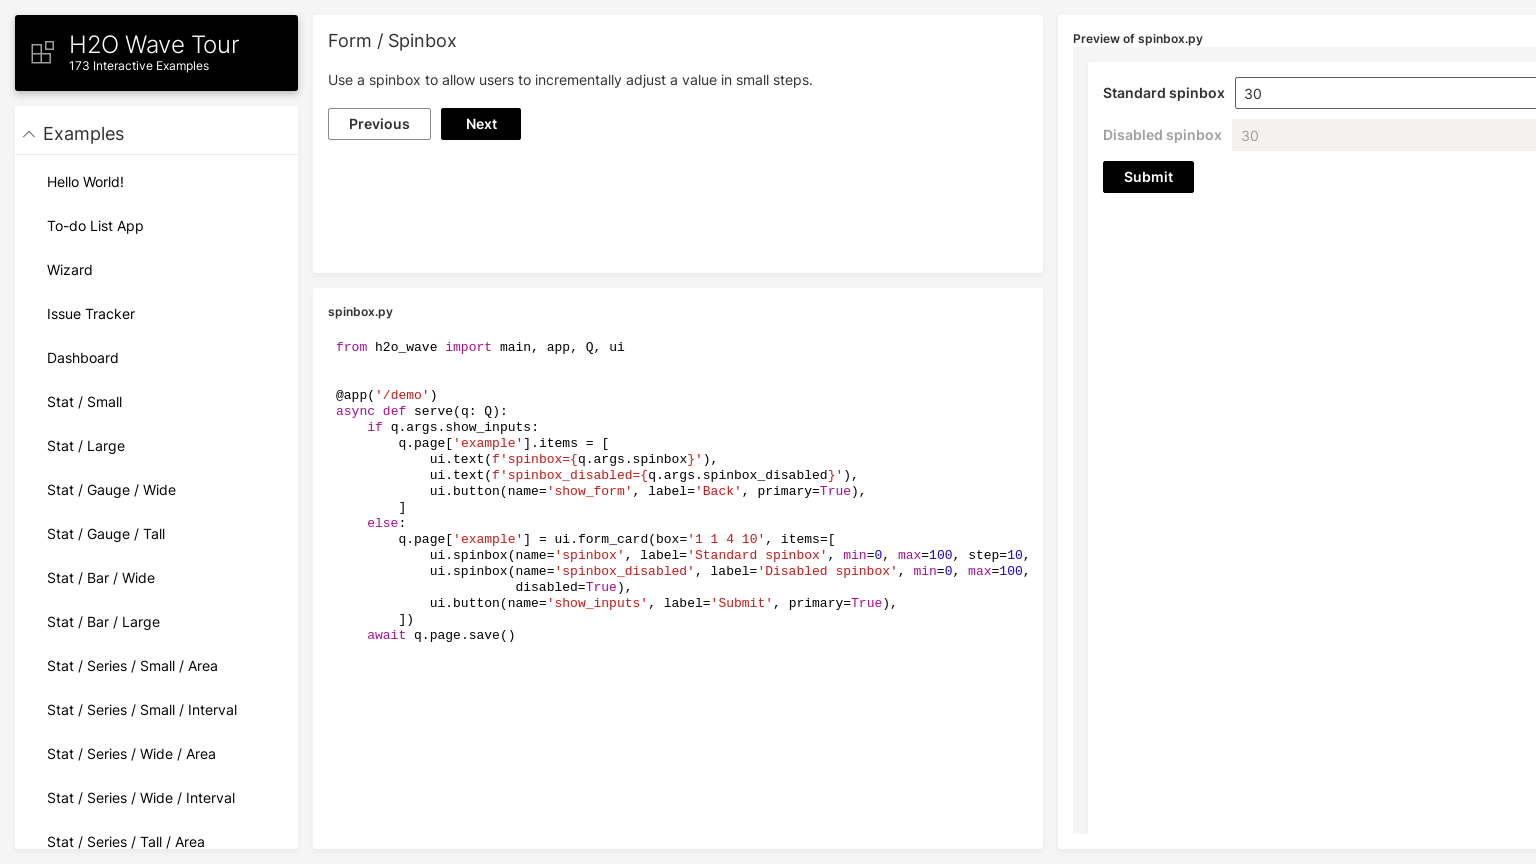 H2O Wave Tour
173 Interactive Examples
Examples
Hello World!
To-do List App
Wizard
Issue Tracker
Dashboard
Stat / Small
Stat / Large
Stat / Gauge / Wide
Stat / Gauge / Tall
Stat / Bar / Wide
Stat / Bar / Large
Stat / Series / Small / Area
Stat / Series / Small / Interval
Stat / Series / Wide / Area
Stat / Series / Wide / Interval
Stat / Series / Tall / Area
Form / Spinbox
Use a spinbox to allow users to incrementally adjust a value in small steps.
Previous Next
spinbox.py
from h2o_wave import main, app, Q, ui
@app('/demo')
async def serve(q: Q):
    if q.args.show_inputs:
        q.page['example'].items = [
            ui.text(f'spinbox={q.args.spinbox}'),
            ui.text(f'spinbox_disabled={q.args.spinbox_disabled}'),
            ui.button(name='show_form', label='Back', primary=True),
        ]
    else:
        q.page['example'] = ui.form_card(box='1 1 4 10', items=[
            ui.spinbox(name='spinbox', label='Standard spinbox', min=0, max=100, step=10,
            ui.spinbox(name='spinbox_disabled', label='Disabled spinbox', min=0, max=100,
                       disabled=True),
            ui.button(name='show_inputs', label='Submit', primary=True),
        ])
    await q.page.save()
Preview of spinbox.py
Standard spinbox 30
Disabled spinbox 30
Submit